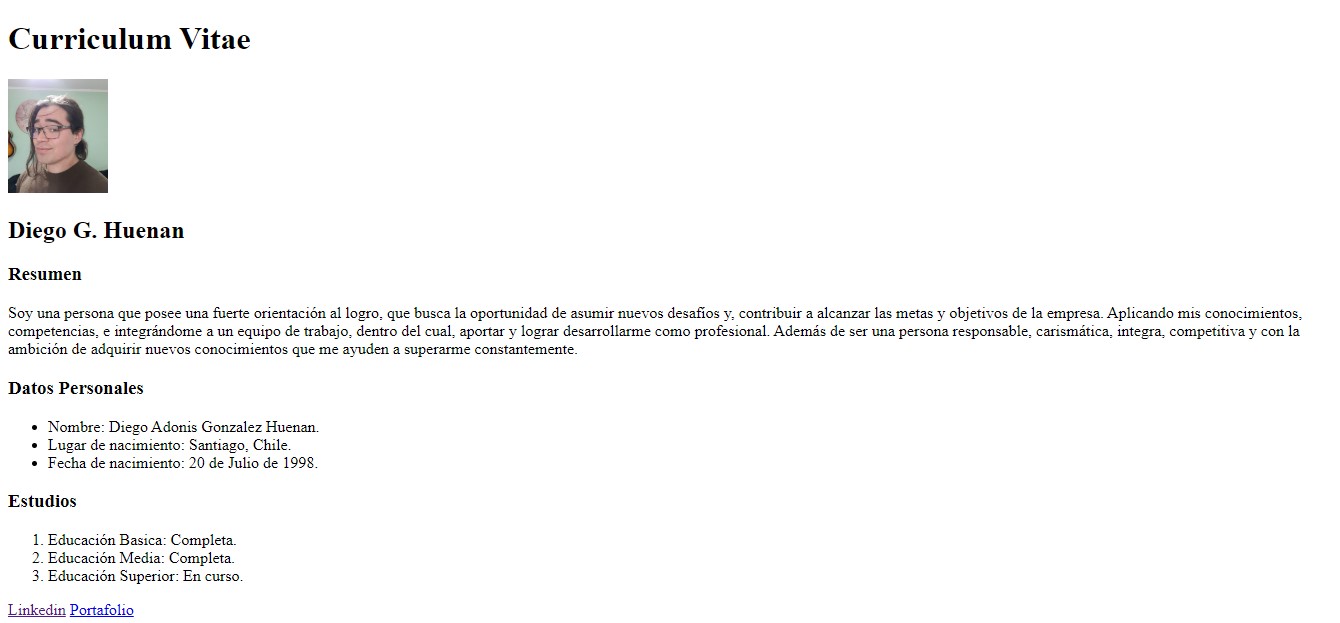 Curriculum Vitae
Diego G. Huenan
Resumen
Soy una persona que posee una fuerte orientación al logro, que busca la oportunidad de asumir nuevos desafíos y, contribuir a alcanzar las metas y objetivos de la empresa. Aplicando mis conocimientos,
competencias, e integrándome a un equipo de trabajo, dentro del cual, aportar y lograr desarrollarme como profesional. Además de ser una persona responsable, carismática, integra, competitiva y con la
ambición de adquirir nuevos conocimientos que me ayuden a superarme constantemente.
Datos Personales
• Nombre: Diego Adonis Gonzalez Huenan.
• Lugar de nacimiento: Santiago, Chile.
• Fecha de nacimiento: 20 de Julio de 1998.
Estudios
1. Educación Basica: Completa.
2. Educación Media: Completa.
3. Educación Superior: En curso.
Linkedin Portafolio